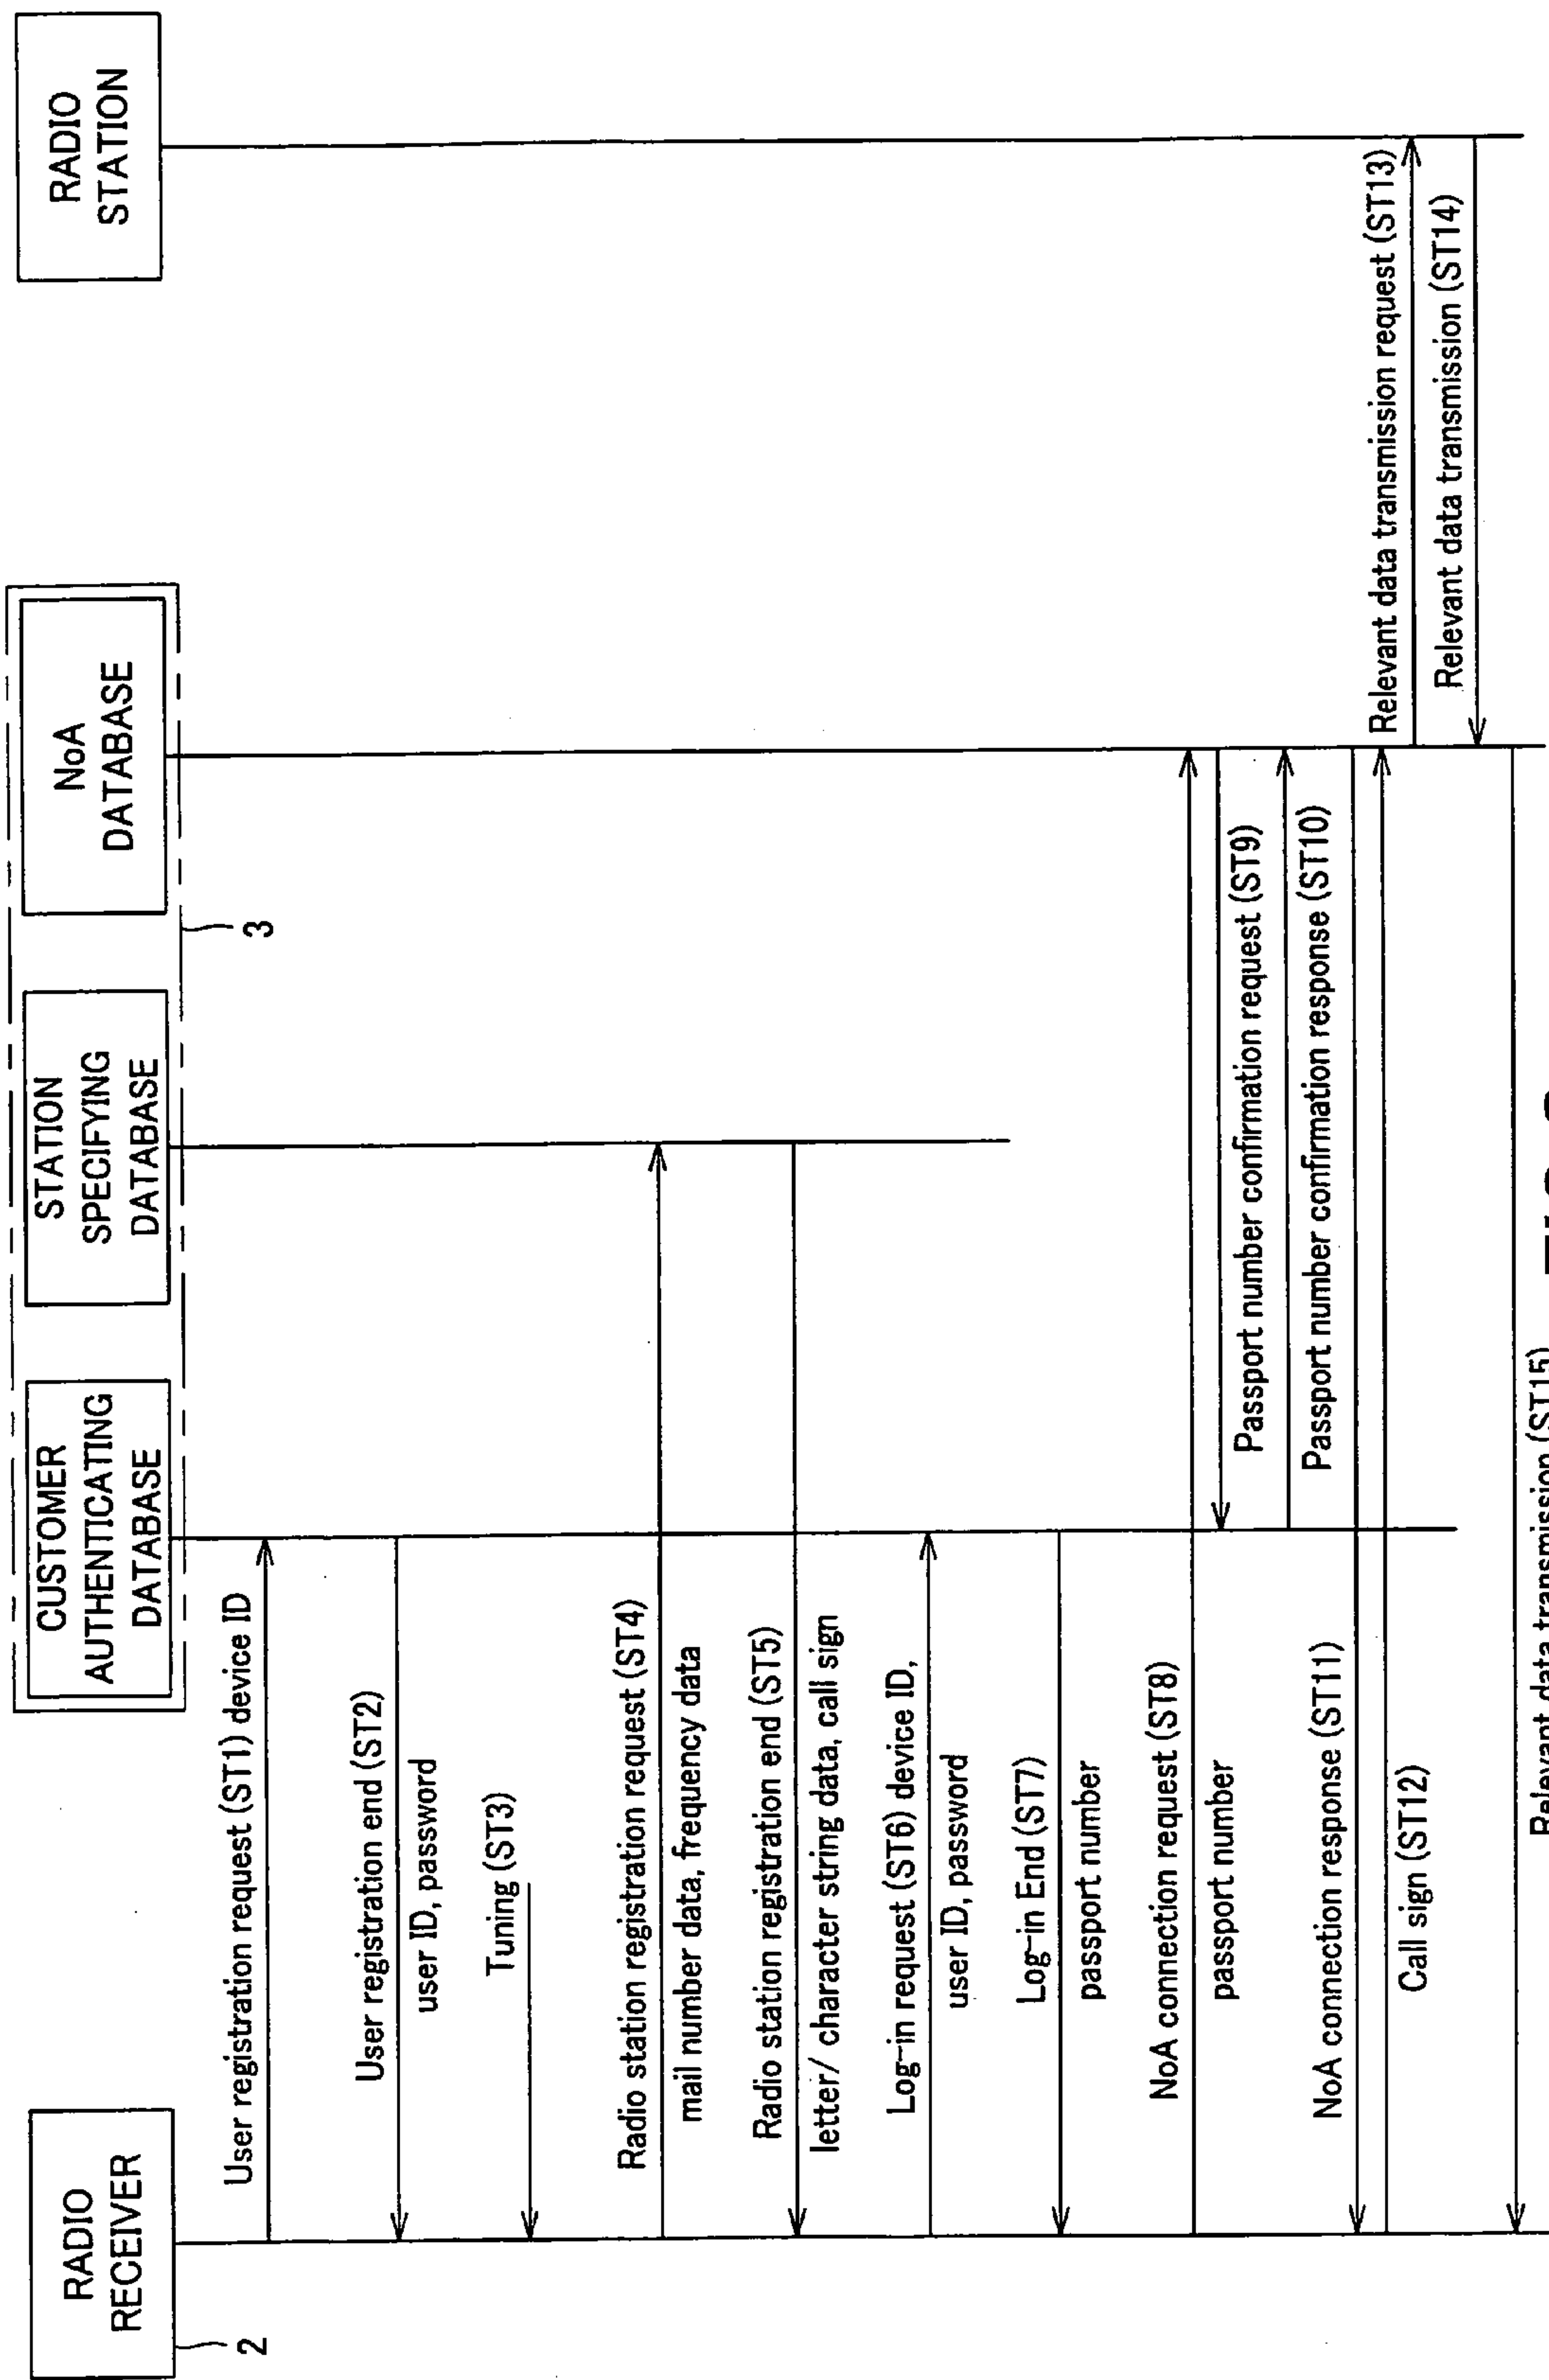 RADIO
RECEIVER
2
CUSTOMER
AUTHENTICATING
DATABASE
STATION
SPECIFYING
DATABASE
NoA
DATABASE
3
RADIO
STATION
User registration request (ST1) device ID
User registration end (ST2)
user ID, password
Tuning (ST3)
Radio station registration request (ST4)
mail number data, frequency data
Radio station registration end (ST5)
letter/ character string data, call sign
Log-in request (ST6) device ID,
user ID, password
Log-in End (ST7)
passport number
NoA connection request (ST8)
passport number
Passport number confirmation request (ST9)
Passport number confirmation response (ST10)
NoA connection response (ST11)
Call sign (ST12)
Relevant data transmission request (ST13)
Relevant data transmission (ST14)
Relevant data transmission (ST15)